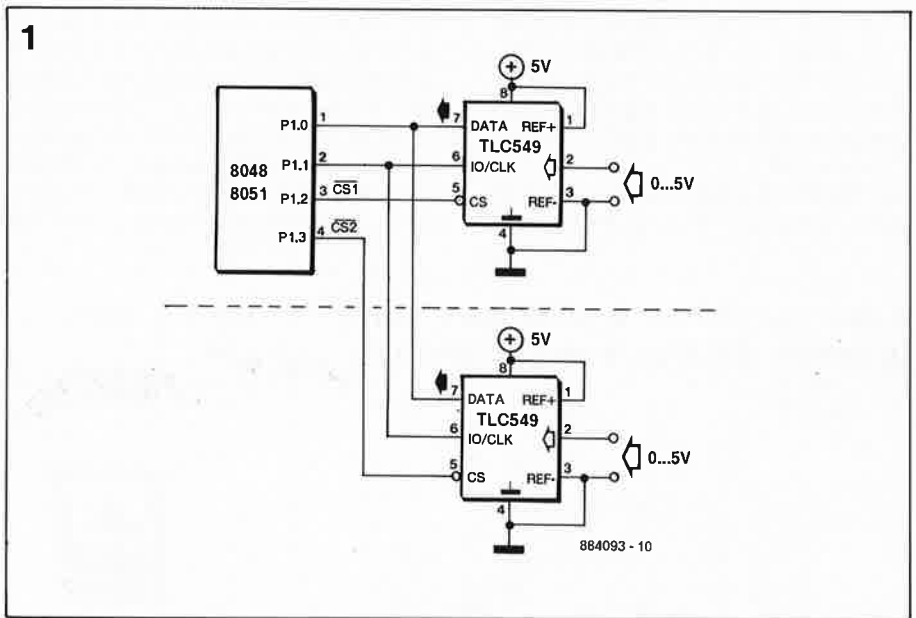 1
5V
8
8048
8051
P1.0
1
7
DATA
REF+
1
TLC549
P1.1
2
6
IO/CLK
2
P1.2
3
CS1
5
CS
REF-
3
0...5V
P1.3
4
CS2
4
5V
8
7
DATA
REF+
1
TLC549
6
IO/CLK
2
5
CS
REF-
3
0...5V
4
884093 - 10